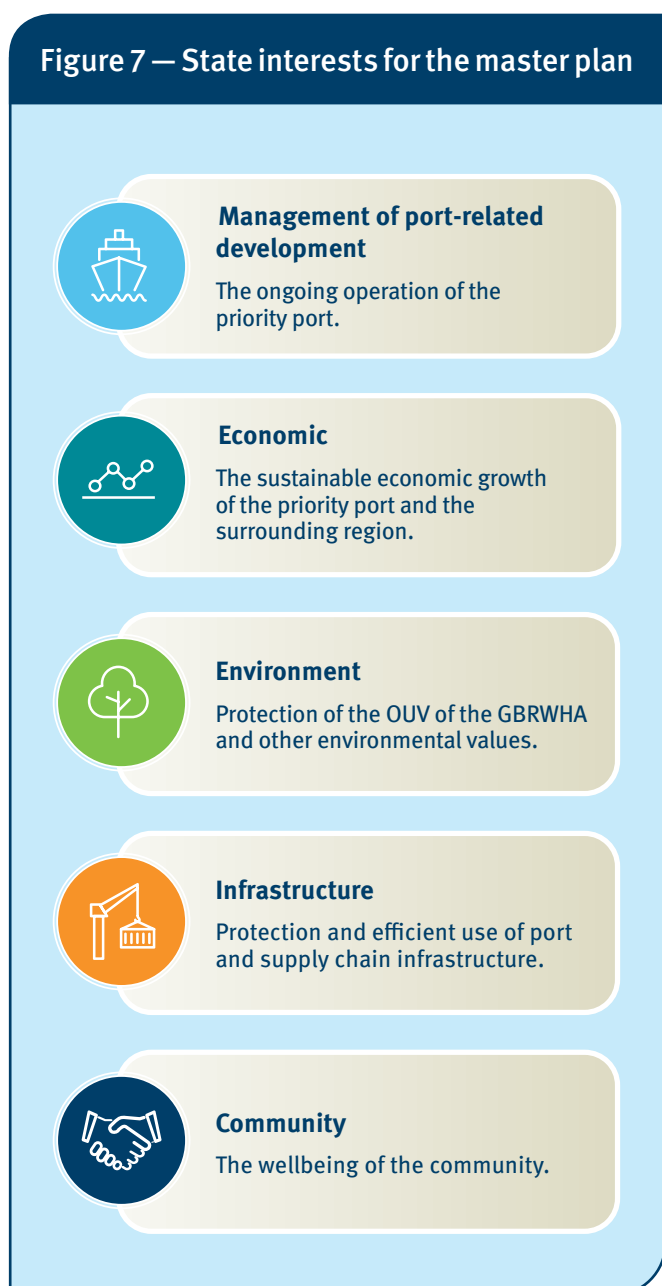 Figure 7 — State interests for the master plan
Management of port-related
development
The ongoing operation of the
priority port.
Economic
The sustainable economic growth
of the priority port and the
surrounding region.
Environment
Protection of the OUV of the GBRWHA
and other environmental values.
Infrastructure
Protection and efficient use of port
and supply chain infrastructure.
Community
The wellbeing of the community.